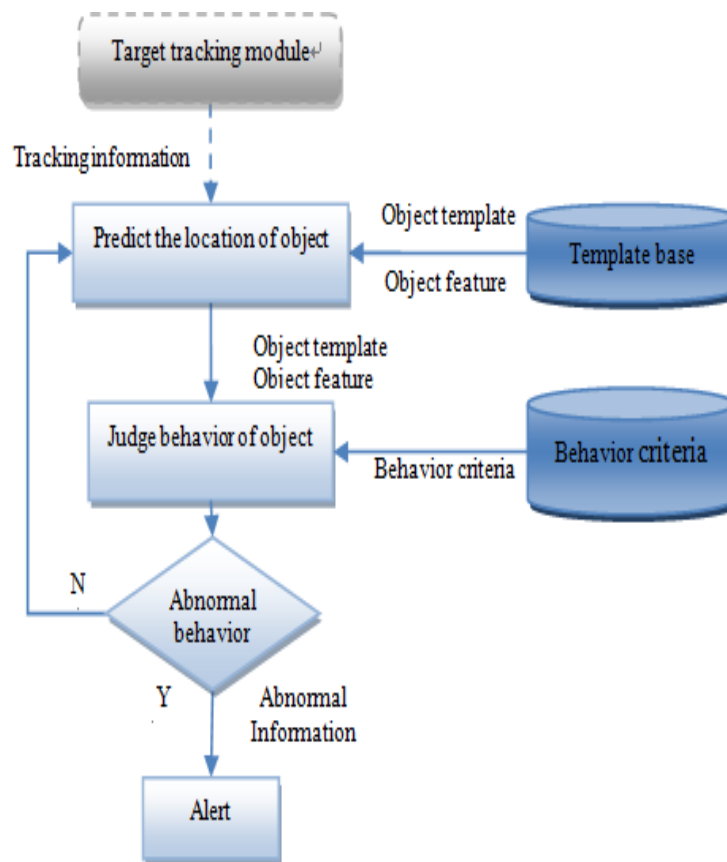 Target tracking module↵
Tracking information
Object template
Predict the location of object
Template base
Object feature
Object template
Object feature
Judge behavior of object
Behavior criteria
Behavior criteria
N
Abnormal
behavior
Y
Abnormal
Information
Alert